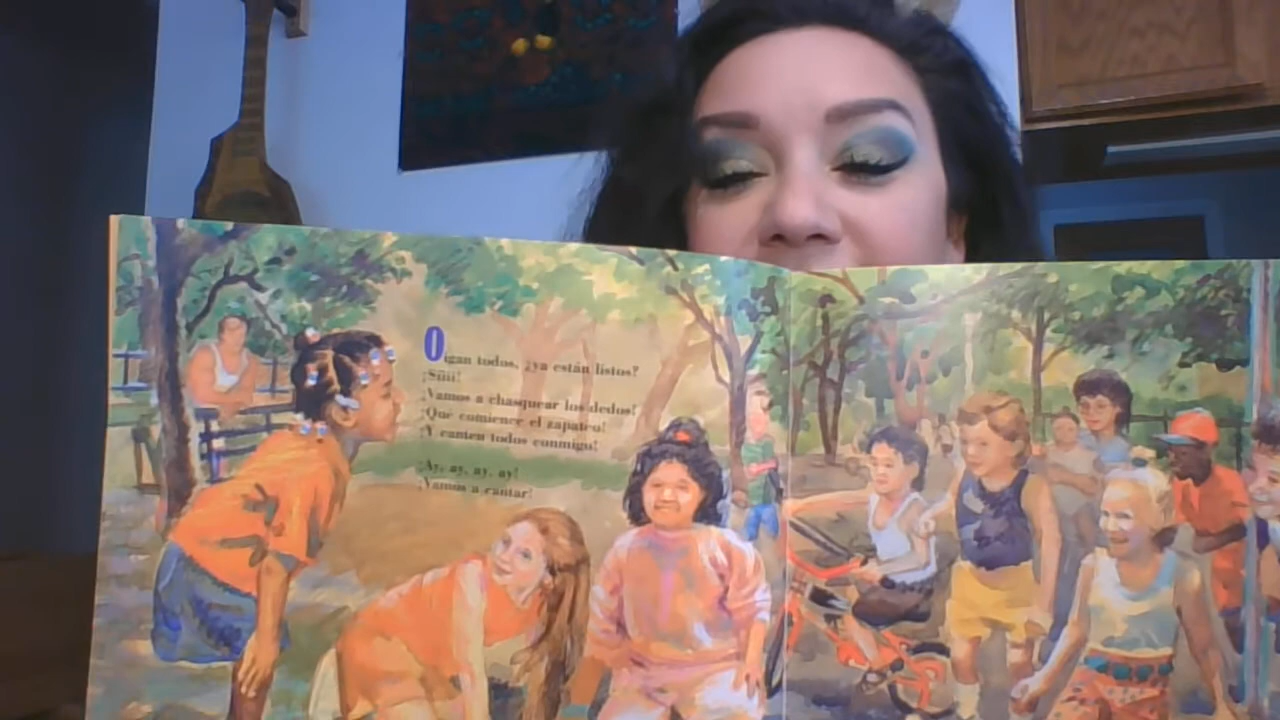 Oigan todos, ¿ya están listos?
¡Síííí!
¡Vamos a chasquear los dedos!
¡Que comience el zapateo!
¡Y canten todos conmigo!
¡Ay, ay, ay, ay!
¡Vamos a cantar!